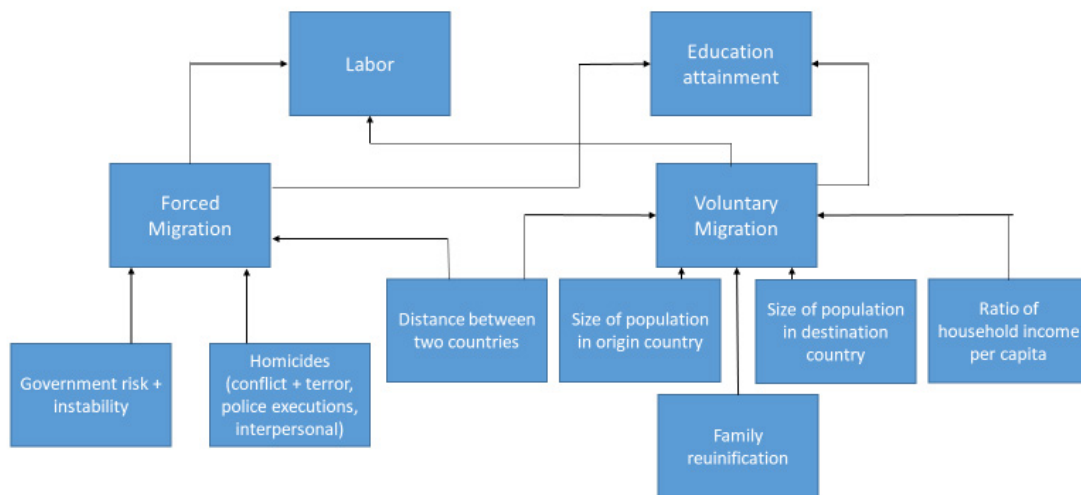 Labor
Education
attainment
Forced
Migration
Voluntary
Migration
Distance between
two countries
Size of population
in origin country
Size of population
in destination
country
Ratio of
household income
per capita
Government risk +
instability
Homicides
(conflict + terror,
police executions,
interpersonal)
Family
reuinification